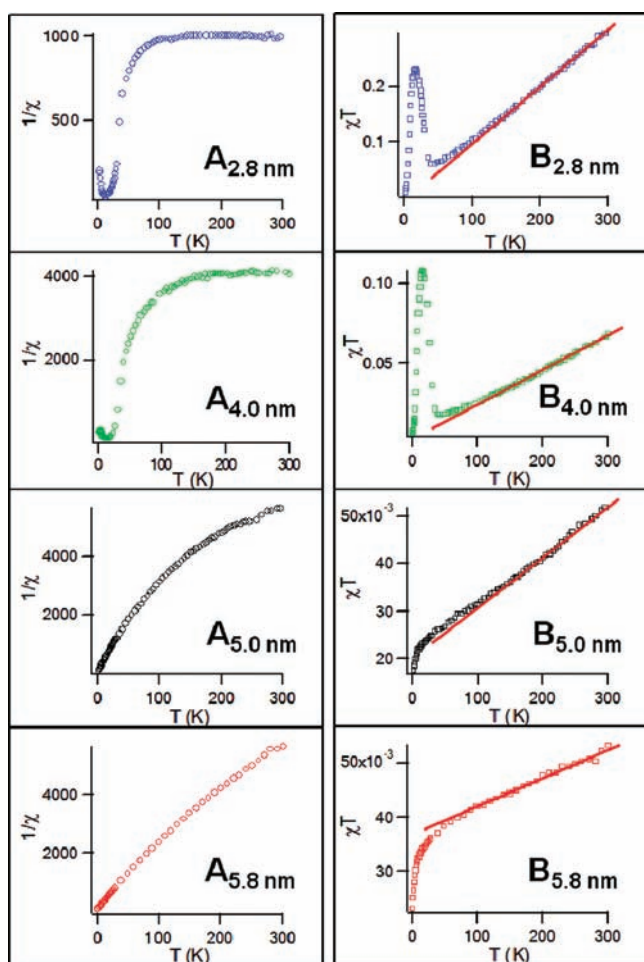 1000
500
1/χ
A2.8 nm
0 100 200 300
T (K)
0.2
0.1
χT
B2.8 nm
0 100 200 300
T (K)
4000
2000
1/χ
A4.0 nm
0 100 200 300
T (K)
0.10
0.05
χT
B4.0 nm
0 100 200 300
T (K)
4000
2000
1/χ
A5.0 nm
0 100 200 300
T (K)
50x10-3
40
30
20
χT
B5.0 nm
0 100 200 300
T (K)
4000
2000
1/χ
A5.8 nm
0 100 200 300
T (K)
50x10-3
40
30
χT
B5.8 nm
0 100 200 300
T (K)